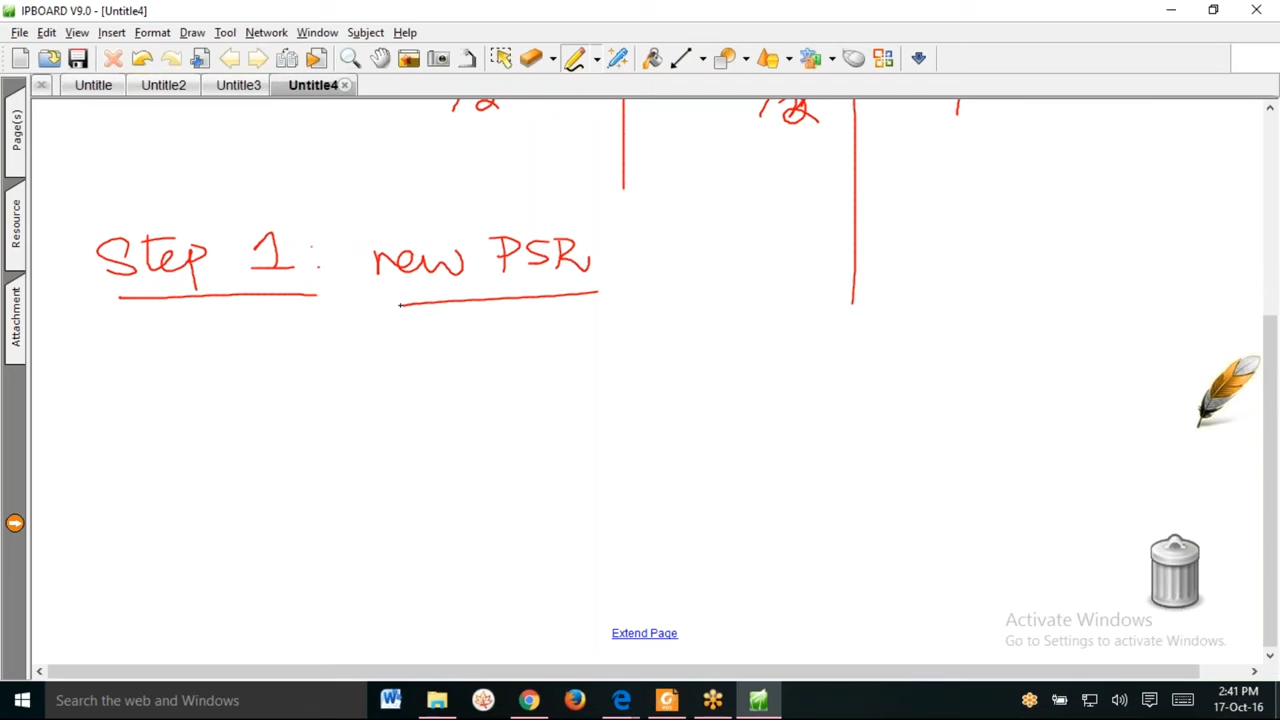 IPBOARD V9.0 - [Untitle4]
File Edit View Insert Format Draw Tool Network Window Subject Help
Untitle Untitle2 Untitle3 Untitle4
Page(s)
Resource
Attachment
Step 1: new PSR
Extend Page
Activate Windows
Go to Settings to activate Windows.
Search the web and Windows
2:41 PM
17-Oct-16